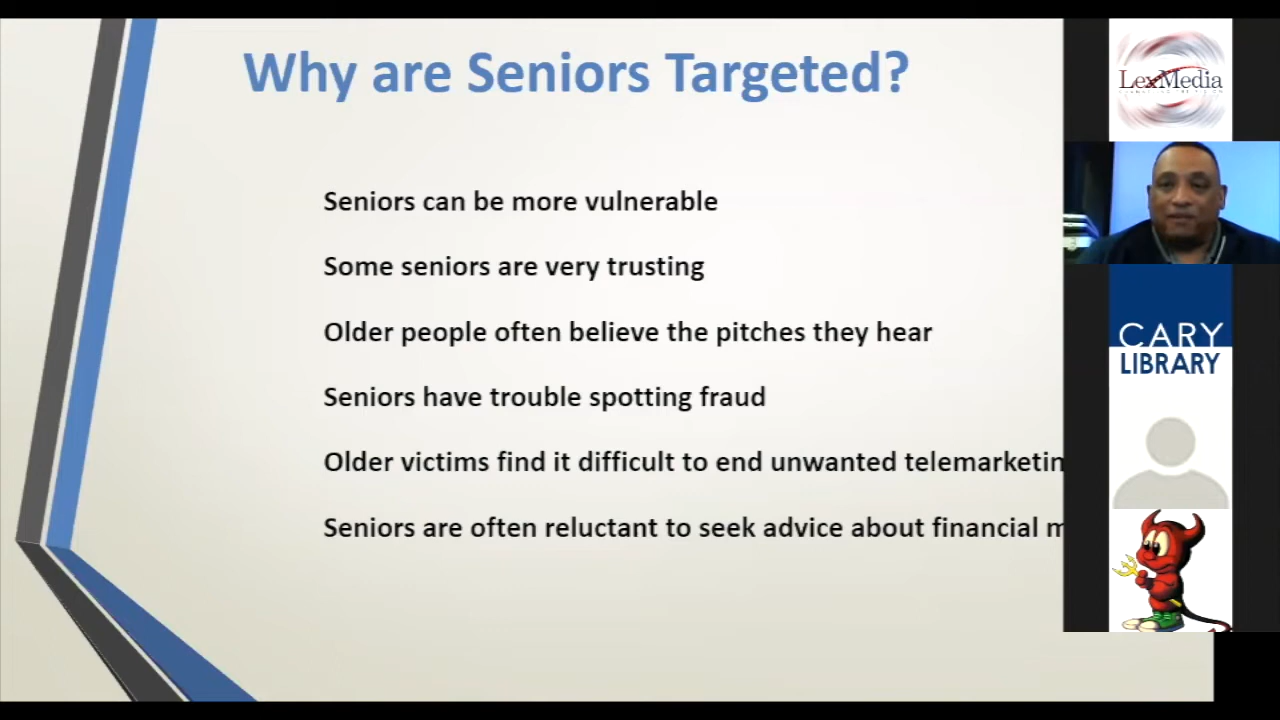 Why are Seniors Targeted?
Seniors can be more vulnerable
Some seniors are very trusting
Older people often believe the pitches they hear
Seniors have trouble spotting fraud
Older victims find it difficult to end unwanted telemarketin
Seniors are often reluctant to seek advice about financial m
LexMedia
CARY
LIBRARY